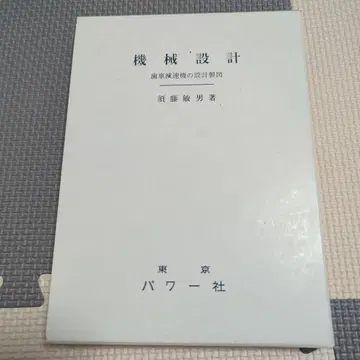 機械設計
歯車減速機の設計製図
須藤敏男著
東京
パワー社